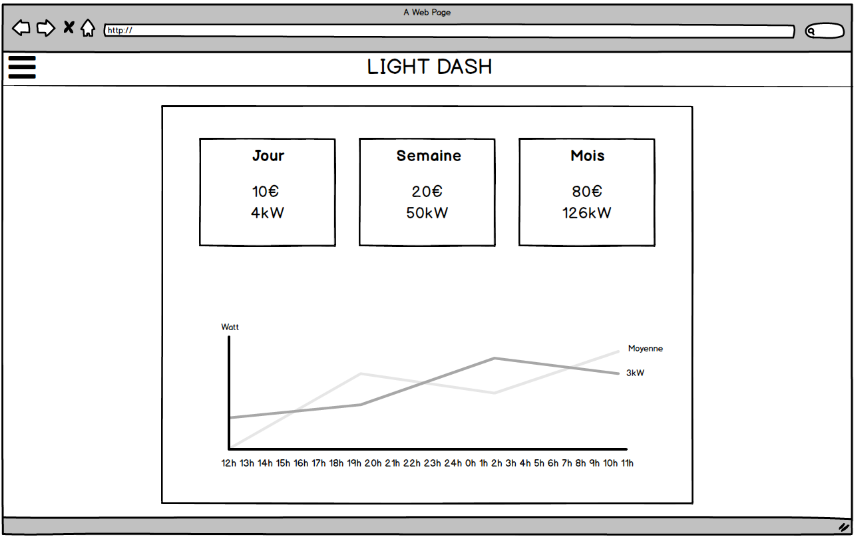 A Web Page
http://
LIGHT DASH
Jour
10€
4kW
Semaine
20€
50kW
Mois
80€
126kW
Watt
Moyenne
3kW
12h 13h 14h 15h 16h 17h 18h 19h 20h 21h 22h 23h 24h 0h 1h 2h 3h 4h 5h 6h 7h 8h 9h 10h 11h